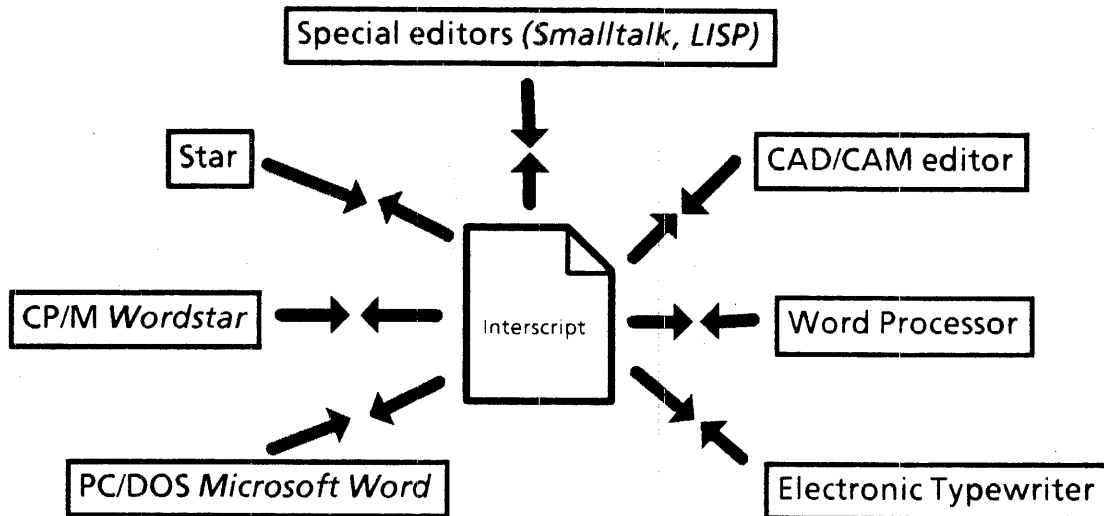 Special editors (Smalltalk, LISP)
Star
CAD/CAM editor
CP/M Wordstar
Interscript
Word Processor
PC/DOS Microsoft Word
Electronic Typewriter